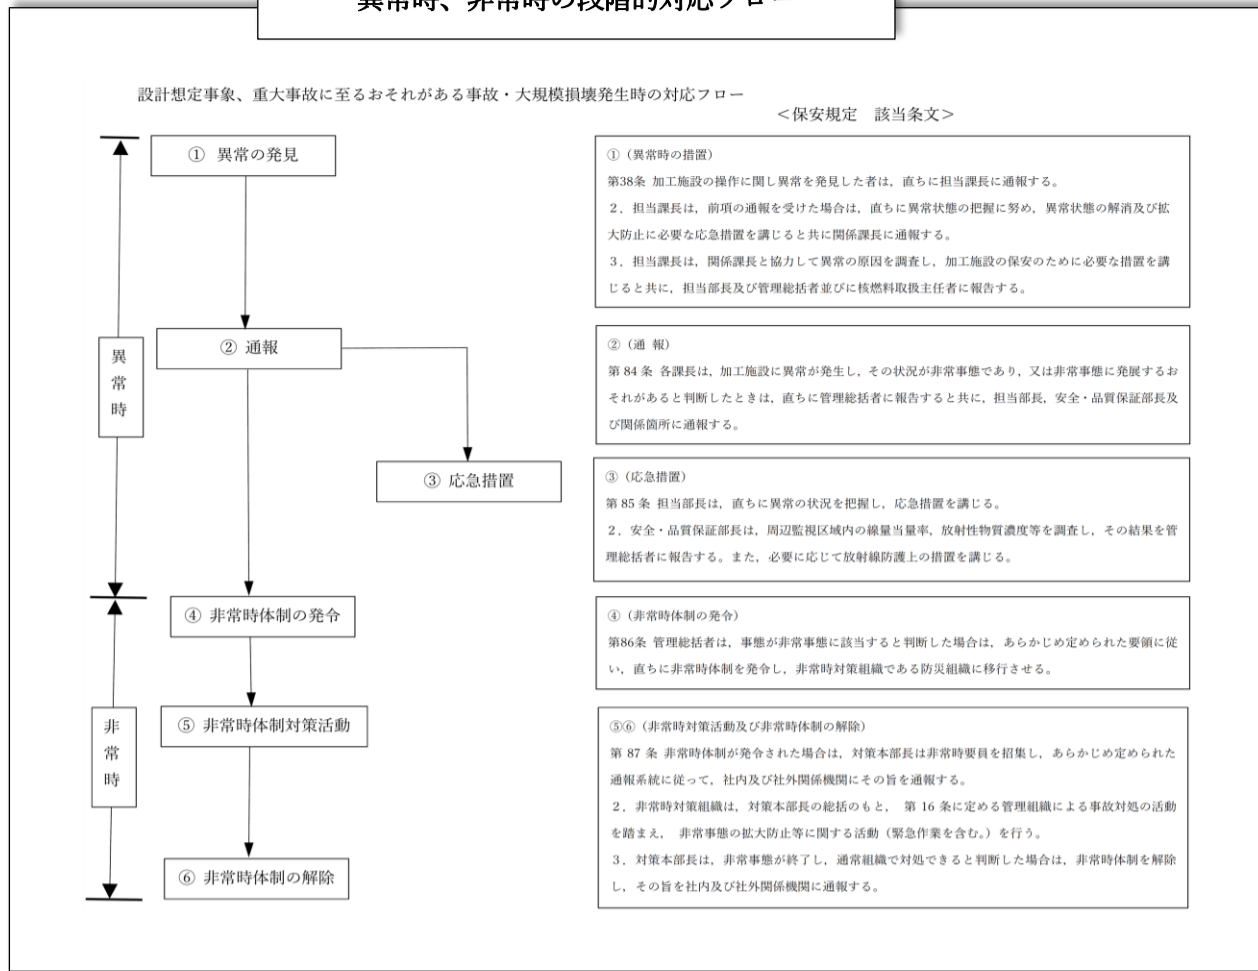 異常時、非常時の段階的対応フロー
設計想定事象、重大事故に至るおそれがある事故・大規模損壊発生時の対応フロー
＜保安規定　該当条文＞
① 異常の発見
② 通報
③ 応急措置
④ 非常時体制の発令
⑤ 非常時体制対策活動
⑥ 非常時体制の解除
異常時
非常時
①（異常時の措置）
第38条 加工施設の操作に関し異常を発見した者は，直ちに担当課長に通報する。
２．担当課長は，前項の通報を受けた場合は，直ちに異常状態の把握に努め，異常状態の解消及び拡
大防止に必要な応急措置を講じると共に関係課長に通報する。
３．担当課長は，関係課長と協力して異常の原因を調査し，加工施設の保安のために必要な措置を講
じると共に，担当部長及び管理総括者並びに核燃料取扱主任者に報告する。
②（通 報）
第 84 条 各課長は，加工施設に異常が発生し，その状況が非常事態であり，又は非常事態に発展するお
それがあると判断したときは，直ちに管理総括者に報告すると共に，担当部長，安全・品質保証部長及
び関係箇所に通報する。
③（応急措置）
第 85 条 担当部長は，直ちに異常の状況を把握し，応急措置を講じる。
２．安全・品質保証部長は，周辺監視区域内の線量当量率，放射性物質濃度等を調査し，その結果を管
理総括者に報告する。また，必要に応じて放射線防護上の措置を講じる。
④（非常時体制の発令）
第86条 管理総括者は，事態が非常事態に該当すると判断した場合は，あらかじめ定められた要領に従
い，直ちに非常時体制を発令し，非常時対策組織である防災組織に移行させる。
⑤⑥（非常時対策活動及び非常時体制の解除）
第 87 条 非常時体制が発令された場合は，対策本部長は非常時要員を招集し，あらかじめ定められた
通報系統に従って，社内及び社外関係機関にその旨を通報する。
２．非常時対策組織は，対策本部長の総括のもと， 第 16 条に定める管理組織による事故対処の活動
を踏まえ， 非常事態の拡大防止等に関する活動（緊急作業を含む。）を行う。
３．対策本部長は，非常事態が終了し，通常組織で対処できると判断した場合は，非常時体制を解除
し，その旨を社内及び社外関係機関に通報する。